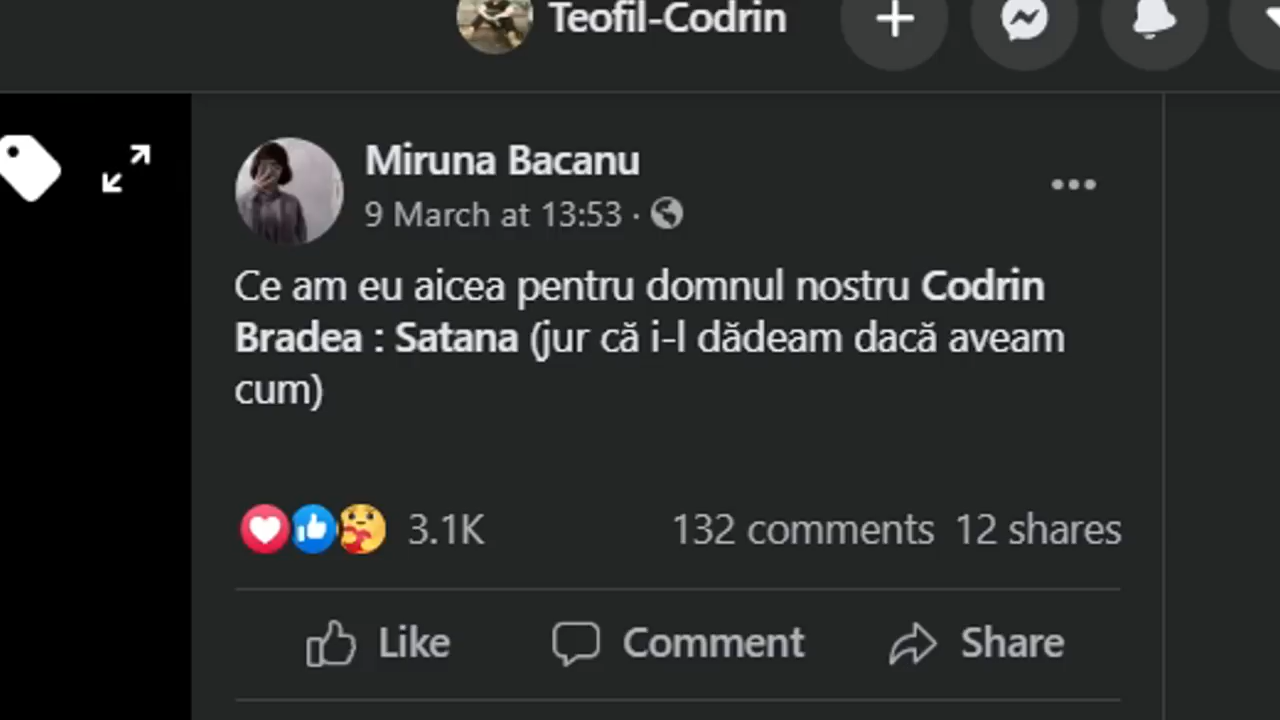 Teofil-Codrin
Miruna Bacanu
9 March at 13:53 ·
Ce am eu aicea pentru domnul nostru Codrin
Bradea : Satana (jur că i-l dădeam dacă aveam
cum)
3.1K 132 comments 12 shares
Like Comment Share